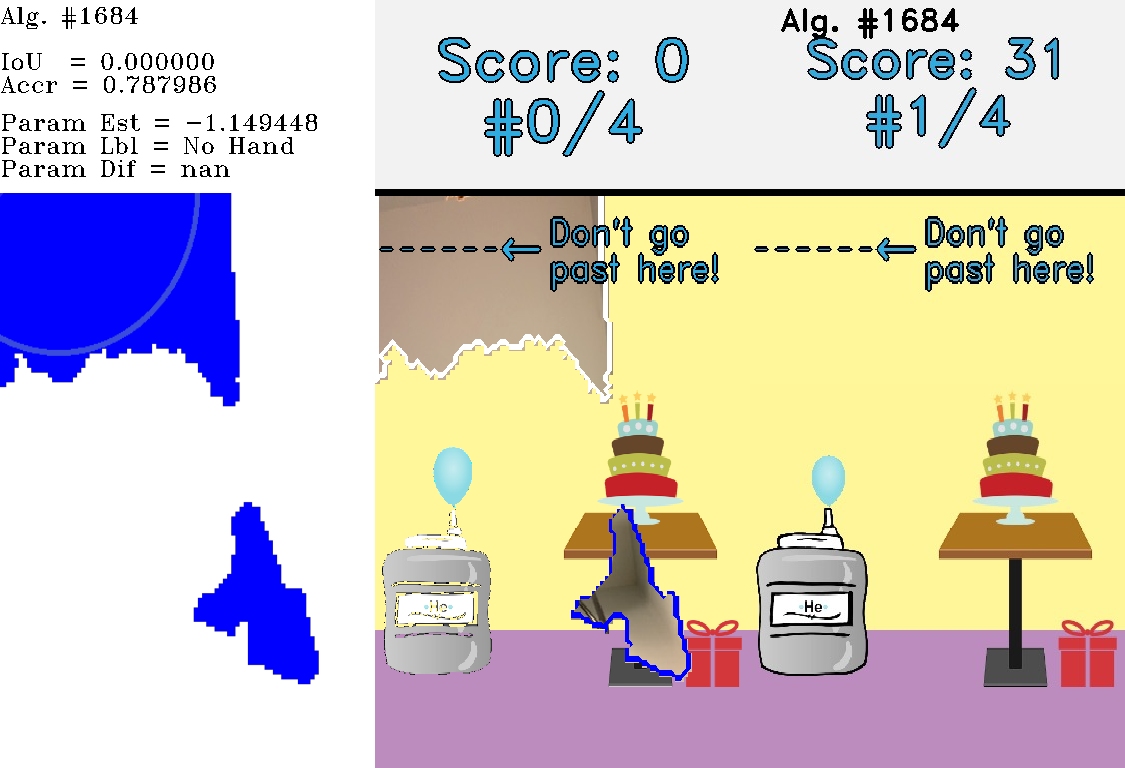 Alg. #1684
IoU = 0.000000
Accr = 0.787986
Param Est = -1.149448
Param Lbl = No Hand
Param Dif = nan
Score: 0
#0/4
Alg. #1684
Score: 31
#1/4
Don't go
past here!
Don't go
past here!
He
He